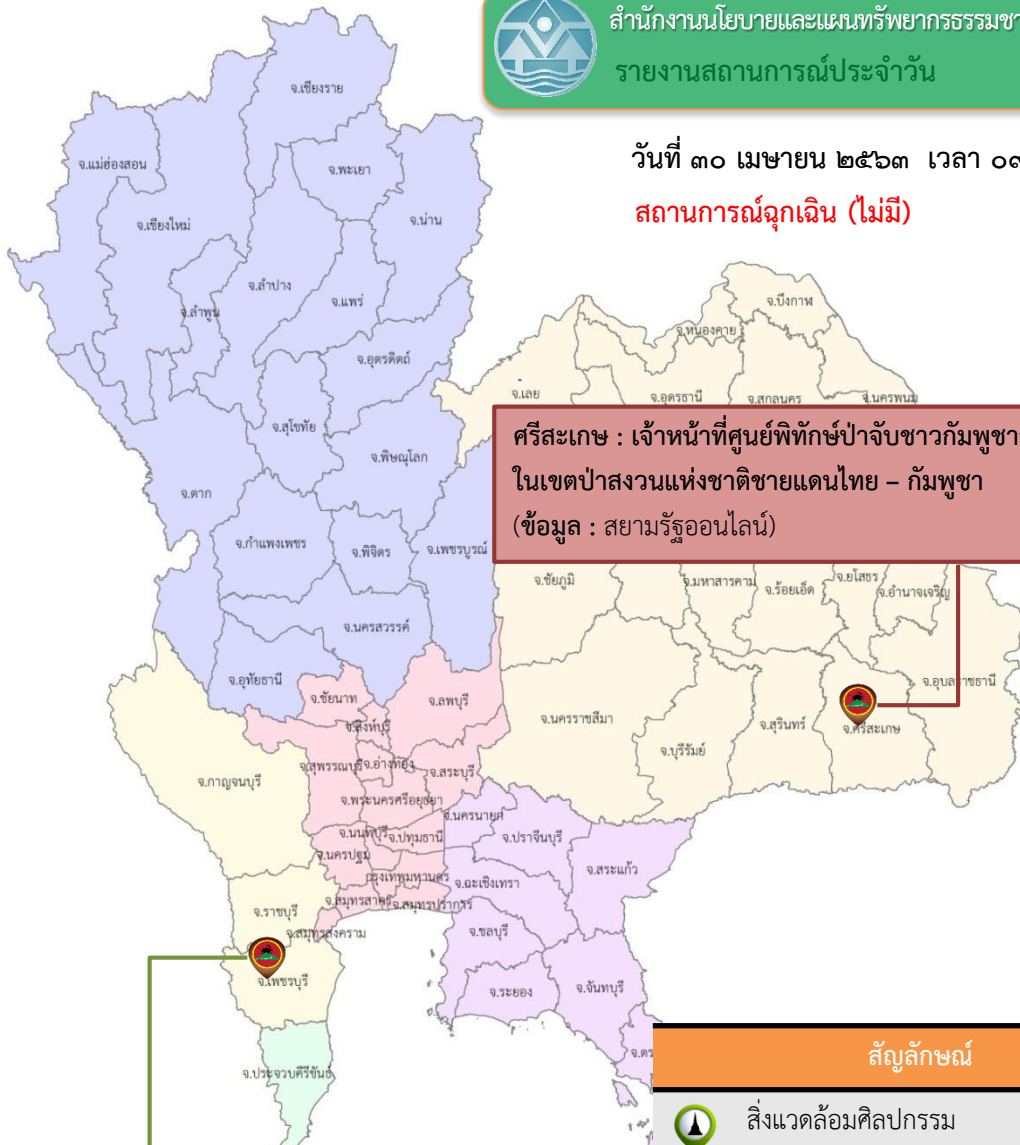 สำนักงานนโยบายและแผนทรัพยากรธรรมชา
รายงานสถานการณ์ประจำวัน
วันที่ ๓๐ เมษายน ๒๕๖๓ เวลา ๐๙
สถานการณ์ฉุกเฉิน (ไม่มี)
จ.เชียงราย
จ.แม่ฮ่องสอน
จ.พะเยา
จ.เชียงใหม่
จ.น่าน
จ.ลำปาง
จ.แพร่
จ.ลำพูน
จ.บึงกาฬ
จ.หนองคาย
จ.อุตรดิตถ์
จ.เลย
จ.อุดรธานี
จ.สกลนคร
จ.นครพนม
จ.สุโขทัย
จ.พิษณุโลก
จ.ตาก
ศรีสะเกษ : เจ้าหน้าที่ศูนย์พิทักษ์ป่าจับชาวกัมพูชา
ในเขตป่าสงวนแห่งชาติชายแดนไทย – กัมพูชา
(ข้อมูล : สยามรัฐออนไลน์)
จ.กำแพงเพชร
จ.พิจิตร
จ.เพชรบูรณ์
จ.ชัยภูมิ
จ.มหาสารคาม
จ.ร้อยเอ็ด
จ.ยโสธร
จ.อำนาจเจริญ
จ.นครสวรรค์
จ.อุทัยธานี
จ.ชัยนาท
จ.ลพบุรี
จ.อุบลราชธานี
จ.นครราชสีมา
จ.สิงห์บุรี
จ.สุรินทร์
จ.ศรีสะเกษ
จ.บุรีรัมย์
จ.กาญจนบุรี
จ.สุพรรณบุรี
จ.อ่างทอง
จ.สระบุรี
จ.พระนครศรีอยุธยา
จ.นครนายก
จ.นนทบุรี
จ.ปทุมธานี
จ.ปราจีนบุรี
จ.นครปฐม
จ.สระแก้ว
กรุงเทพมหานคร
จ.ฉะเชิงเทรา
จ.ราชบุรี
จ.สมุทรสาคร
จ.สมุทรปราการ
จ.สมุทรสงคราม
จ.ชลบุรี
จ.เพชรบุรี
จ.ระยอง
จ.จันทบุรี
จ.ตร
จ.ประจวบคีรีขันธ์
สัญลักษณ์
สิ่งแวดล้อมศิลปกรรม